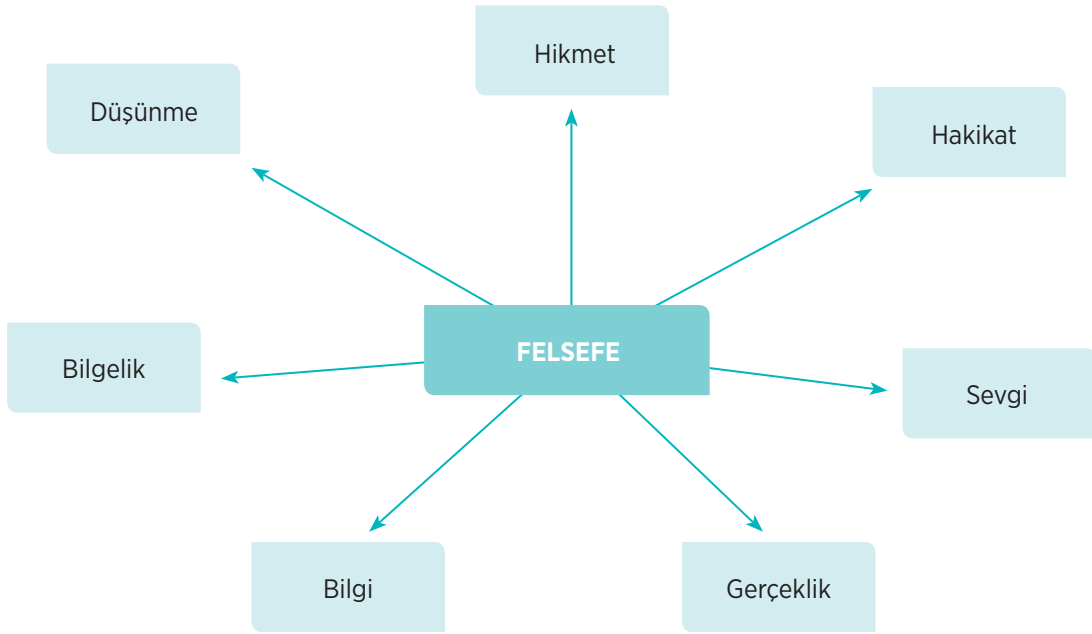 Hikmet
Düşünme
Hakikat
FELSEFE
Bilgelik
Sevgi
Bilgi
Gerçeklik